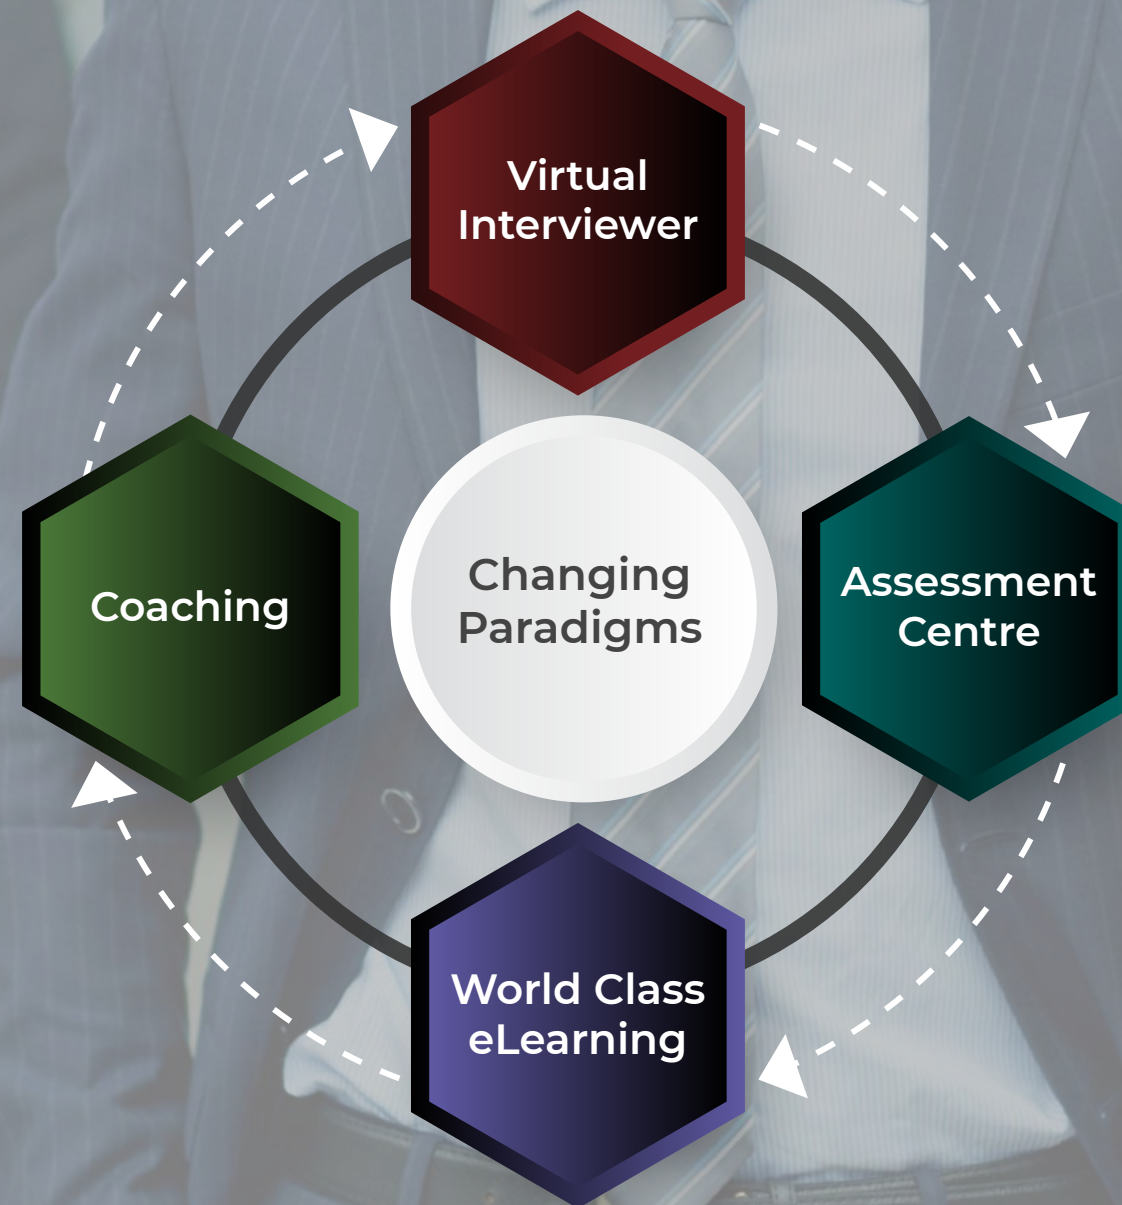 Virtual
Interviewer
Coaching
Changing
Paradigms
Assessment
Centre
World Class
eLearning